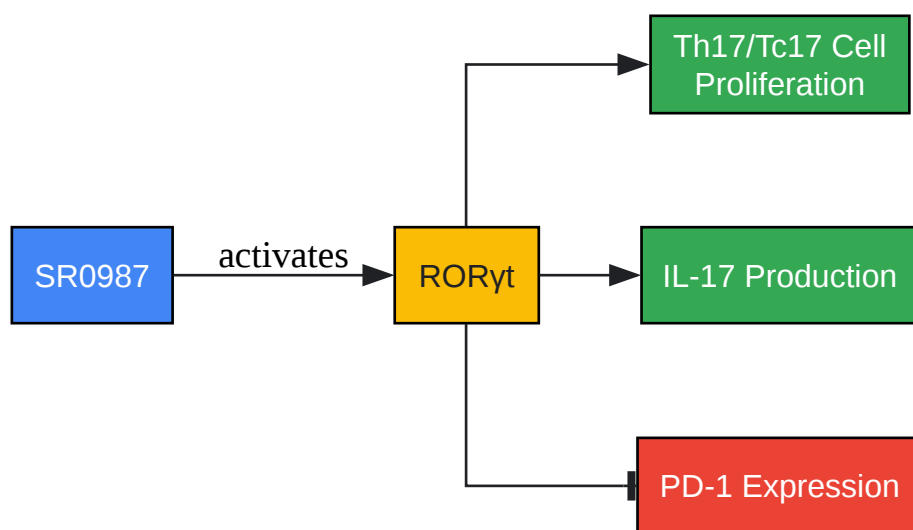 Th17/Tc17 Cell
Proliferation
SR0987
activates
RORγt
IL-17 Production
PD-1 Expression